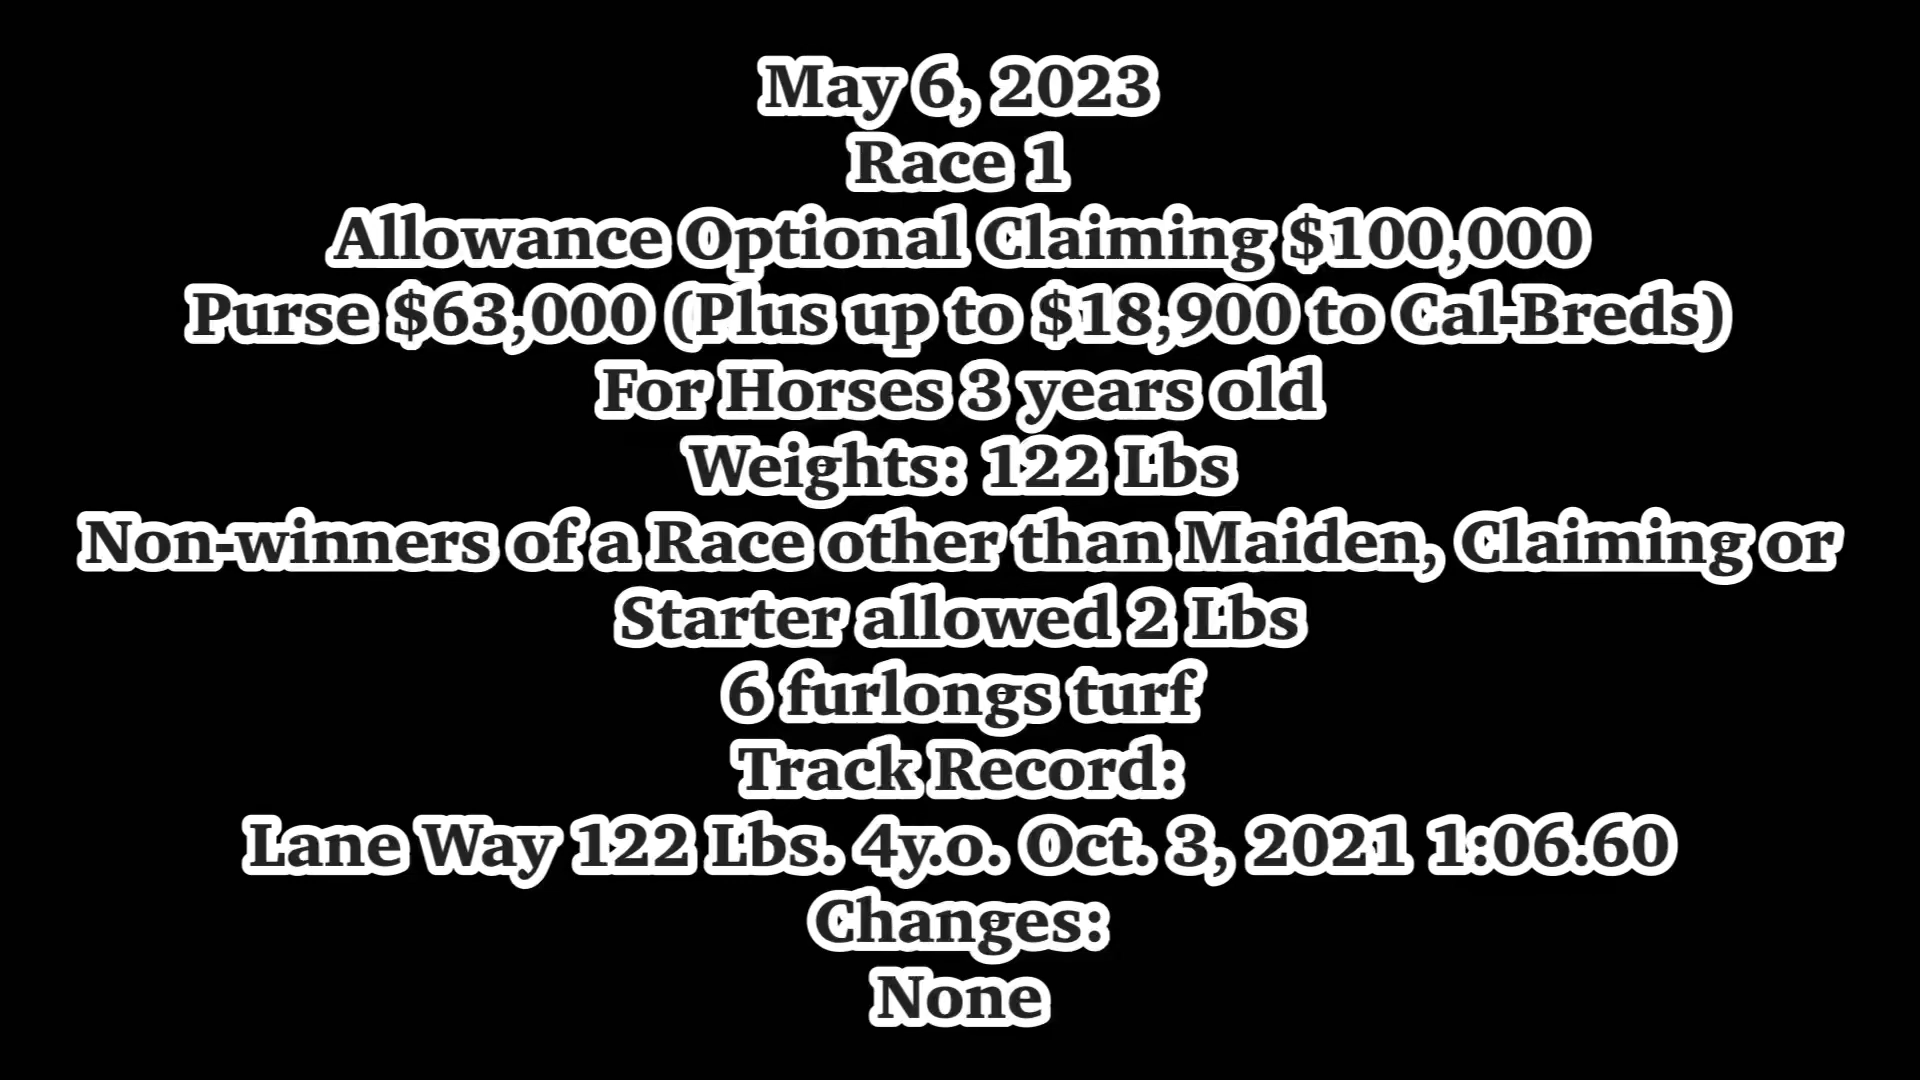 May 6, 2023
Race 1
Allowance Optional Claiming $100,000
Purse $63,000 (Plus up to $18,900 to Cal-Breds)
For Horses 3 years old
Weights: 122 Lbs
Non-winners of a Race other than Maiden, Claiming or
Starter allowed 2 Lbs
6 furlongs turf
Track Record:
Lane Way 122 Lbs. 4y.o. Oct. 3, 2021 1:06.60
Changes:
None